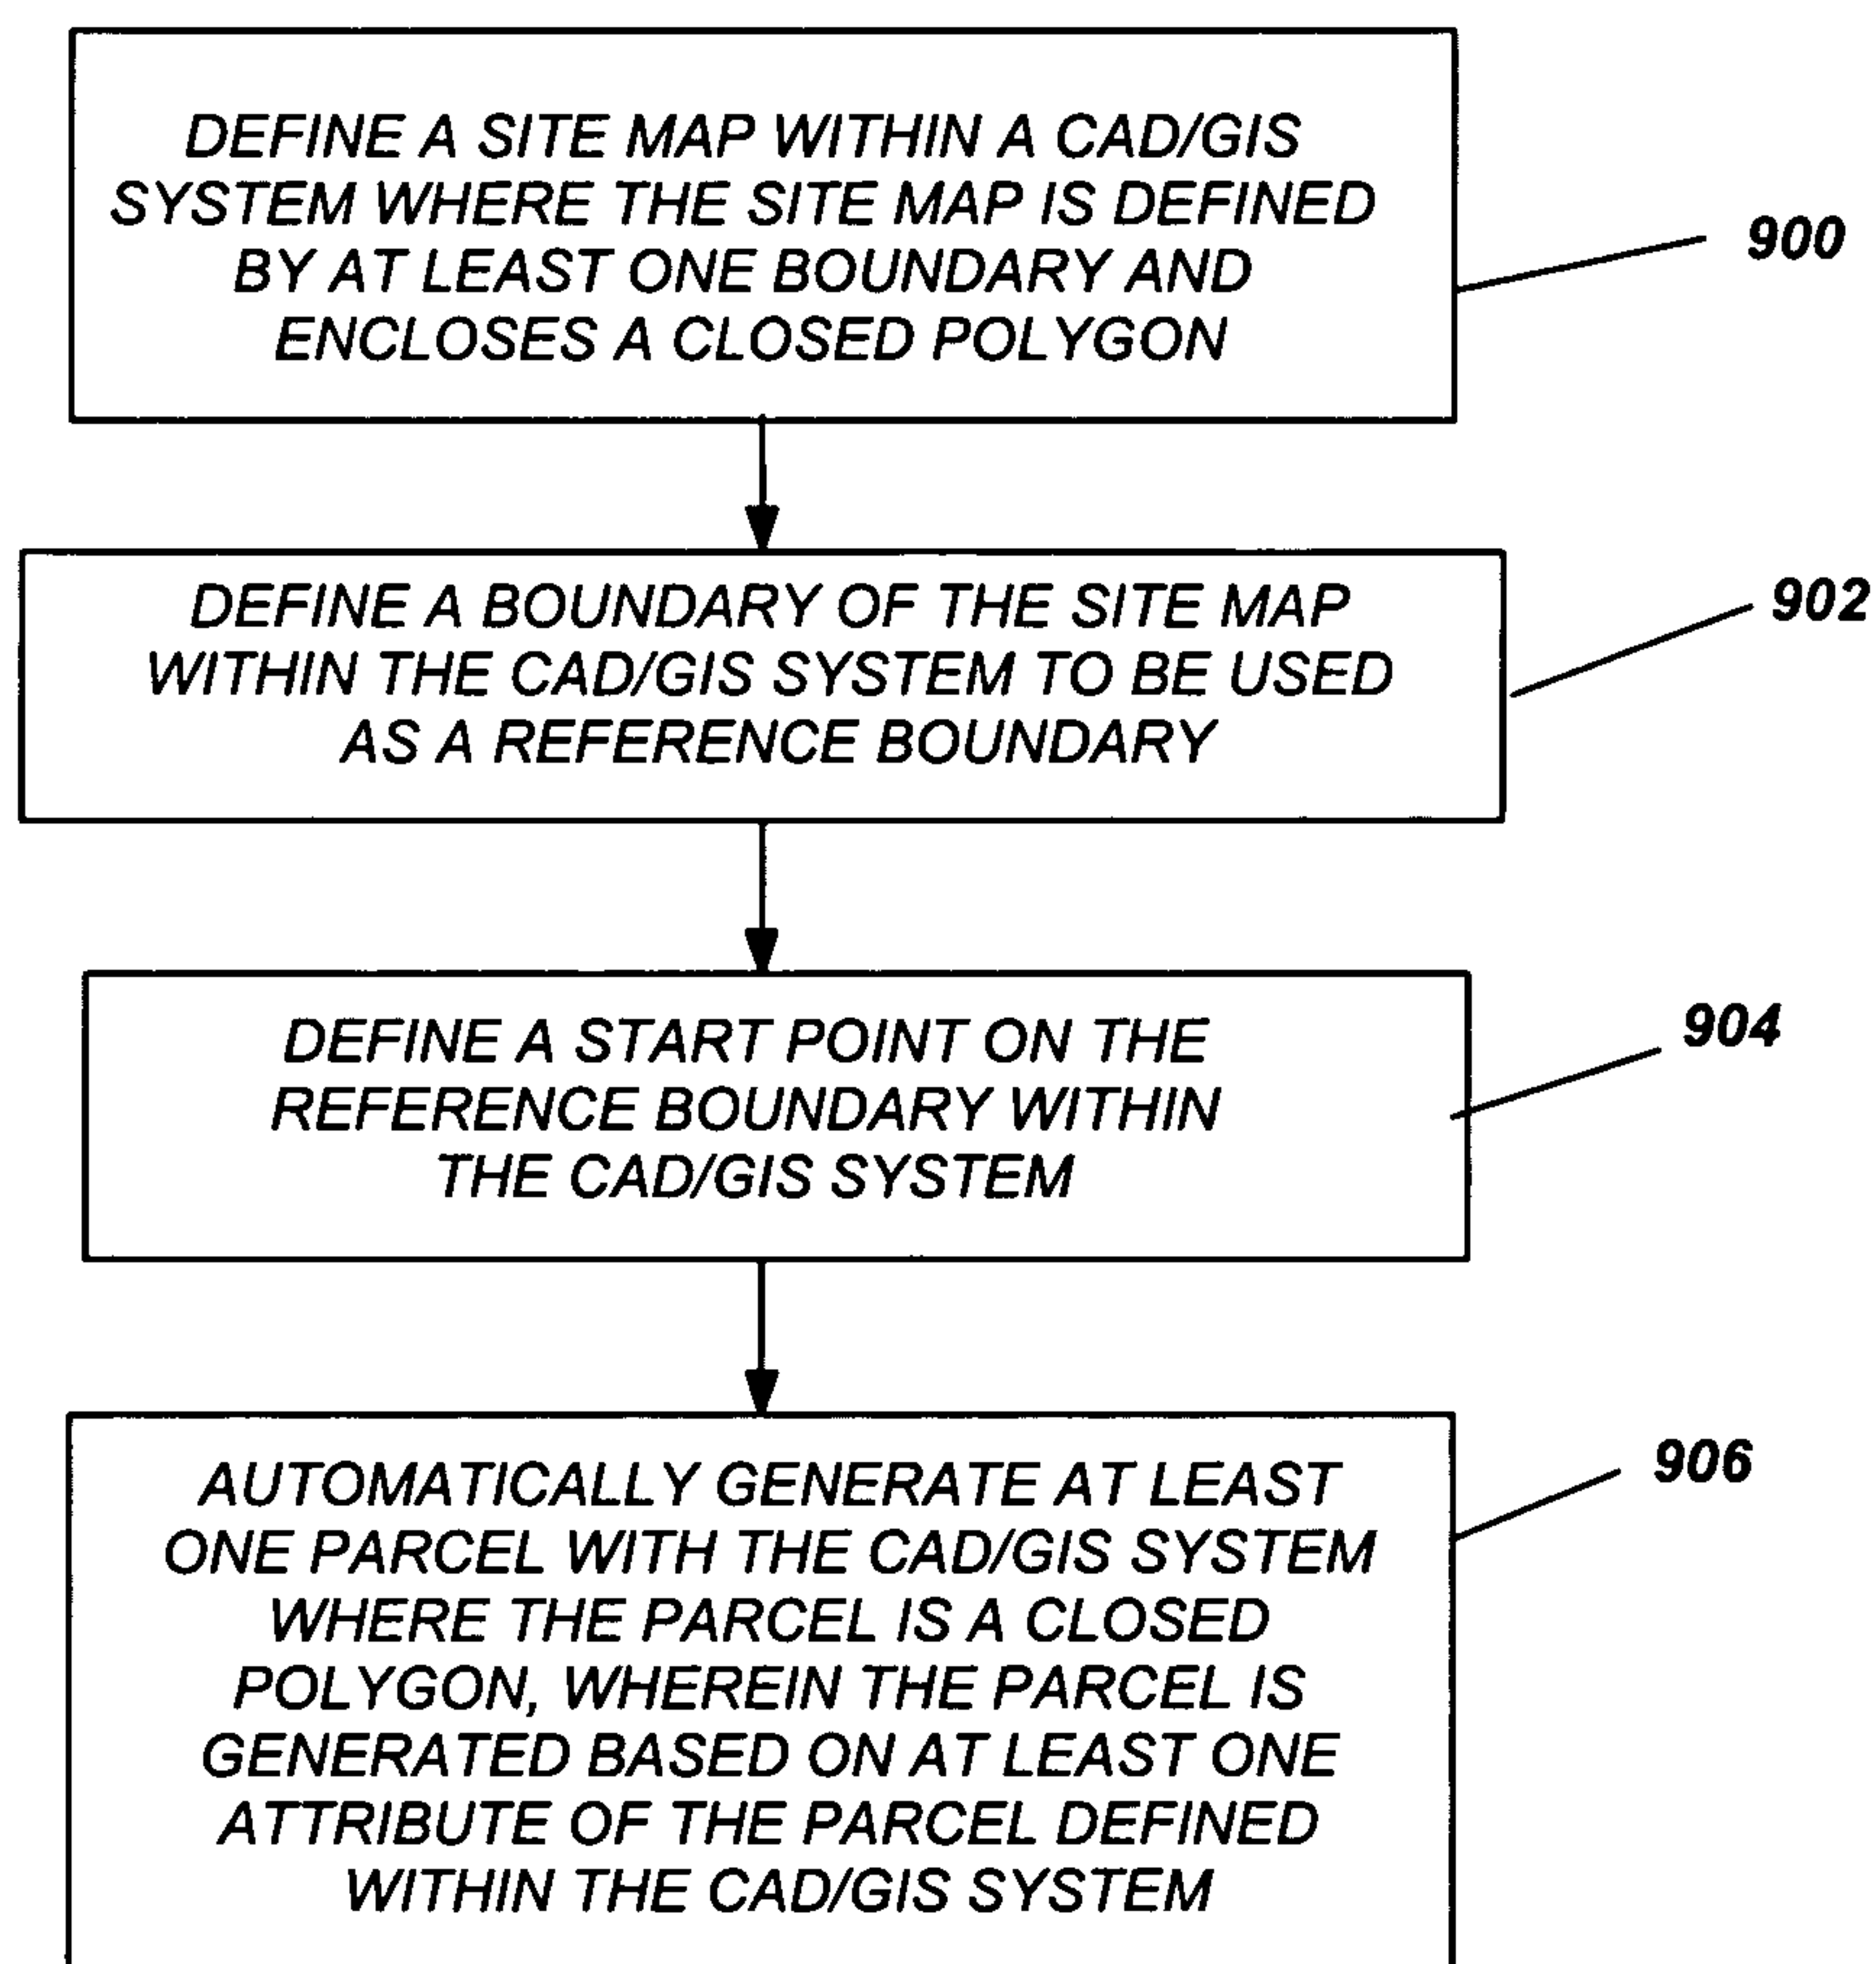 DEFINE A SITE MAP WITHIN A CAD/GIS
SYSTEM WHERE THE SITE MAP IS DEFINED
BY AT LEAST ONE BOUNDARY AND
ENCLOSES A CLOSED POLYGON
900
DEFINE A BOUNDARY OF THE SITE MAP
WITHIN THE CAD/GIS SYSTEM TO BE USED
AS A REFERENCE BOUNDARY
902
DEFINE A START POINT ON THE
REFERENCE BOUNDARY WITHIN
THE CAD/GIS SYSTEM
904
AUTOMATICALLY GENERATE AT LEAST
ONE PARCEL WITH THE CAD/GIS SYSTEM
WHERE THE PARCEL IS A CLOSED
POLYGON, WHEREIN THE PARCEL IS
GENERATED BASED ON AT LEAST ONE
ATTRIBUTE OF THE PARCEL DEFINED
WITHIN THE CAD/GIS SYSTEM
906